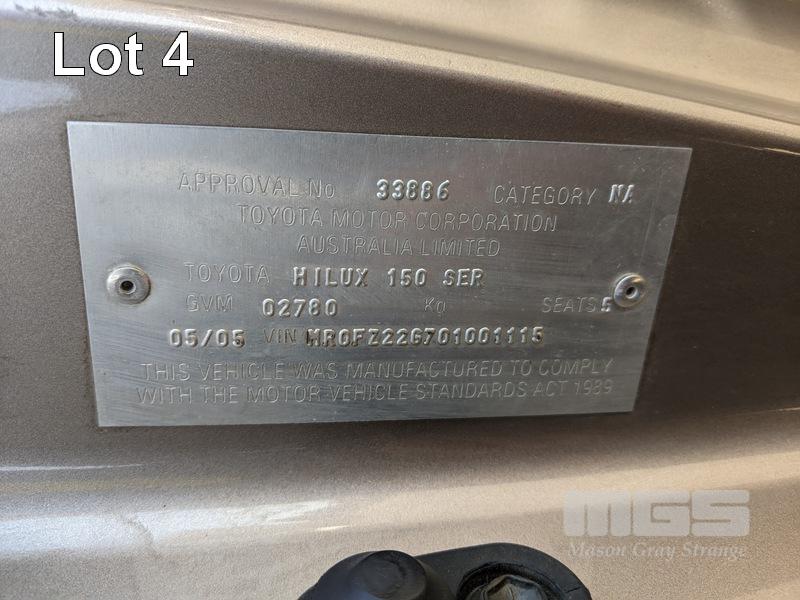 Lot 4
APPROVAL No 33886 CATEGORY NA
TOYOTA MOTOR CORPORATION
AUSTRALIA LIMITED
TOYOTA HILUX 150 SER
GVM 02780 Kg SEATS 5
05/05 VIN MR0FZ22G701001115
THIS VEHICLE WAS MANUFACTURED TO COMPLY
WITH THE MOTOR VEHICLE STANDARDS ACT 1989
MGS
Mason Gray Strange